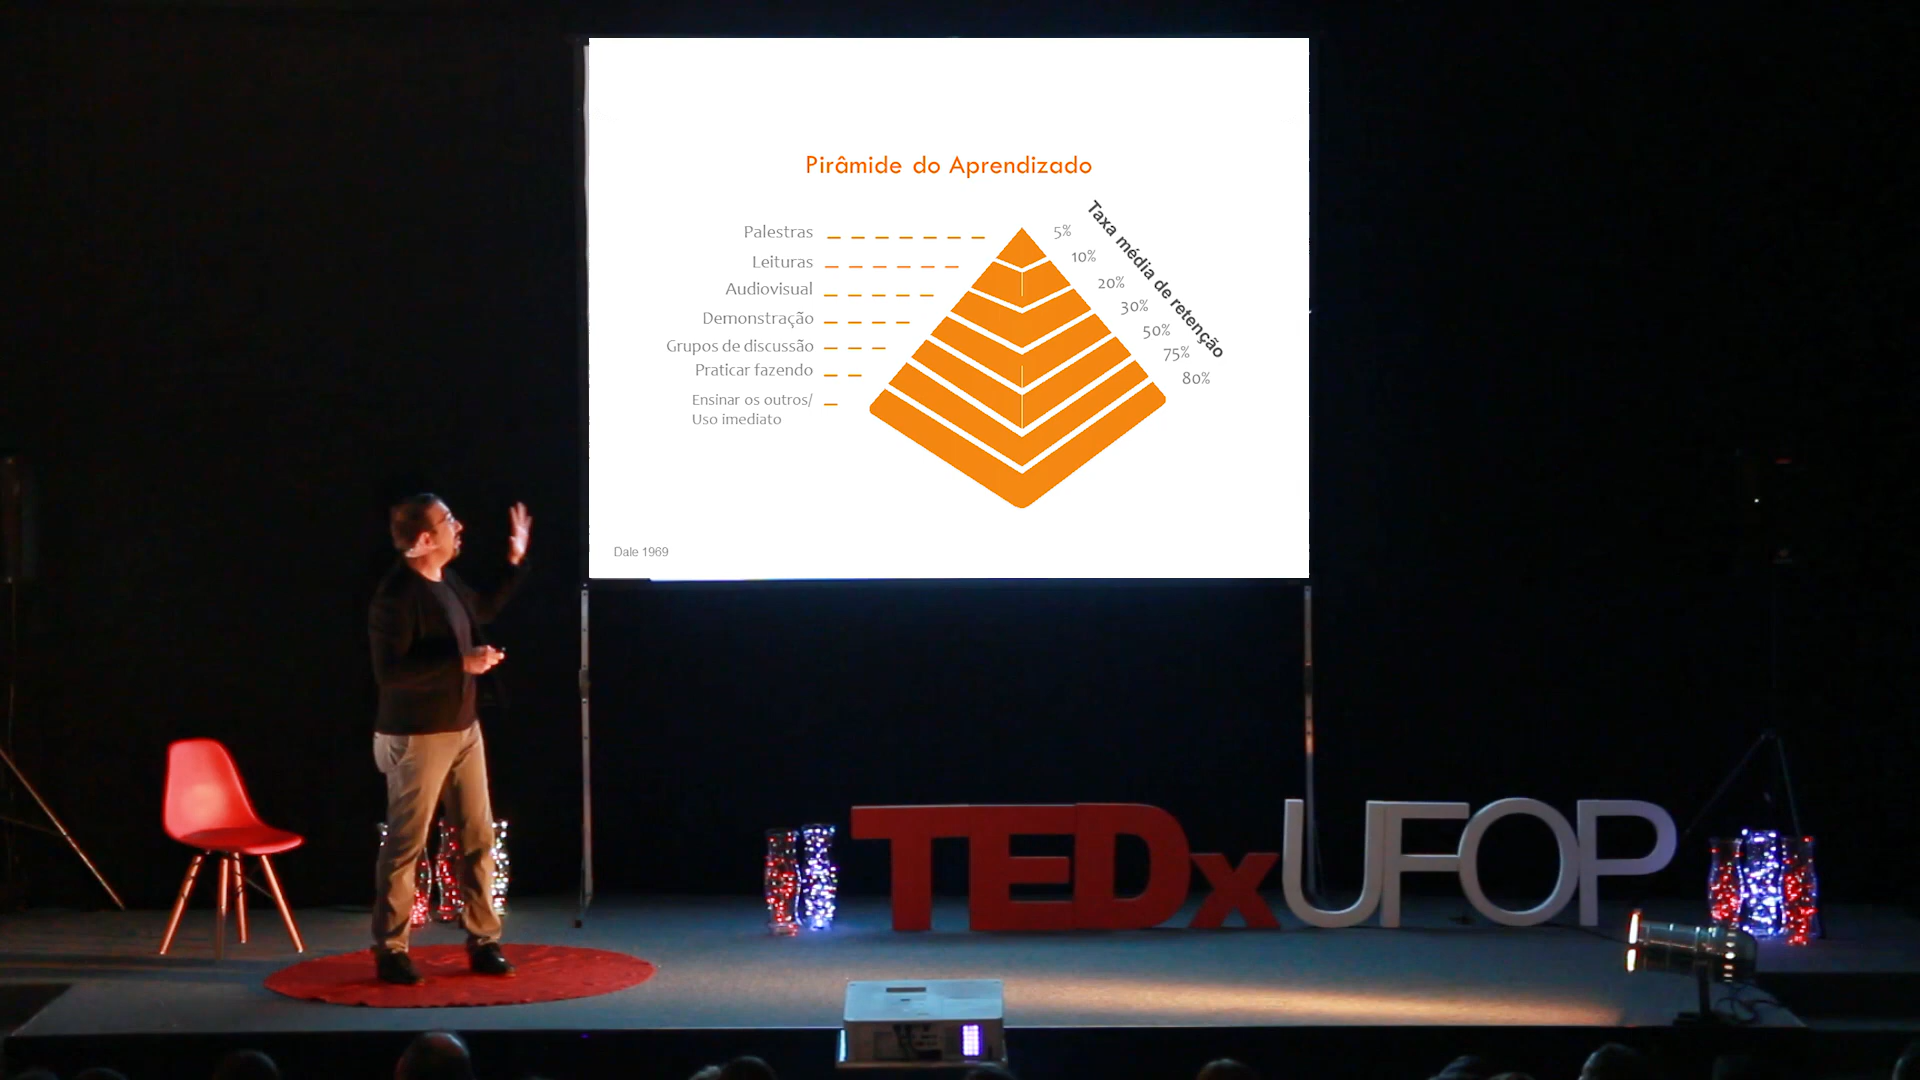 Pirâmide do Aprendizado
Taxa média de retenção
Palestras
5%
Leituras
10%
Audiovisual
20%
Demonstração
30%
Grupos de discussão
50%
Praticar fazendo
75%
Ensinar os outros/
Uso imediato
80%
Dale 1969
TEDxUFOP